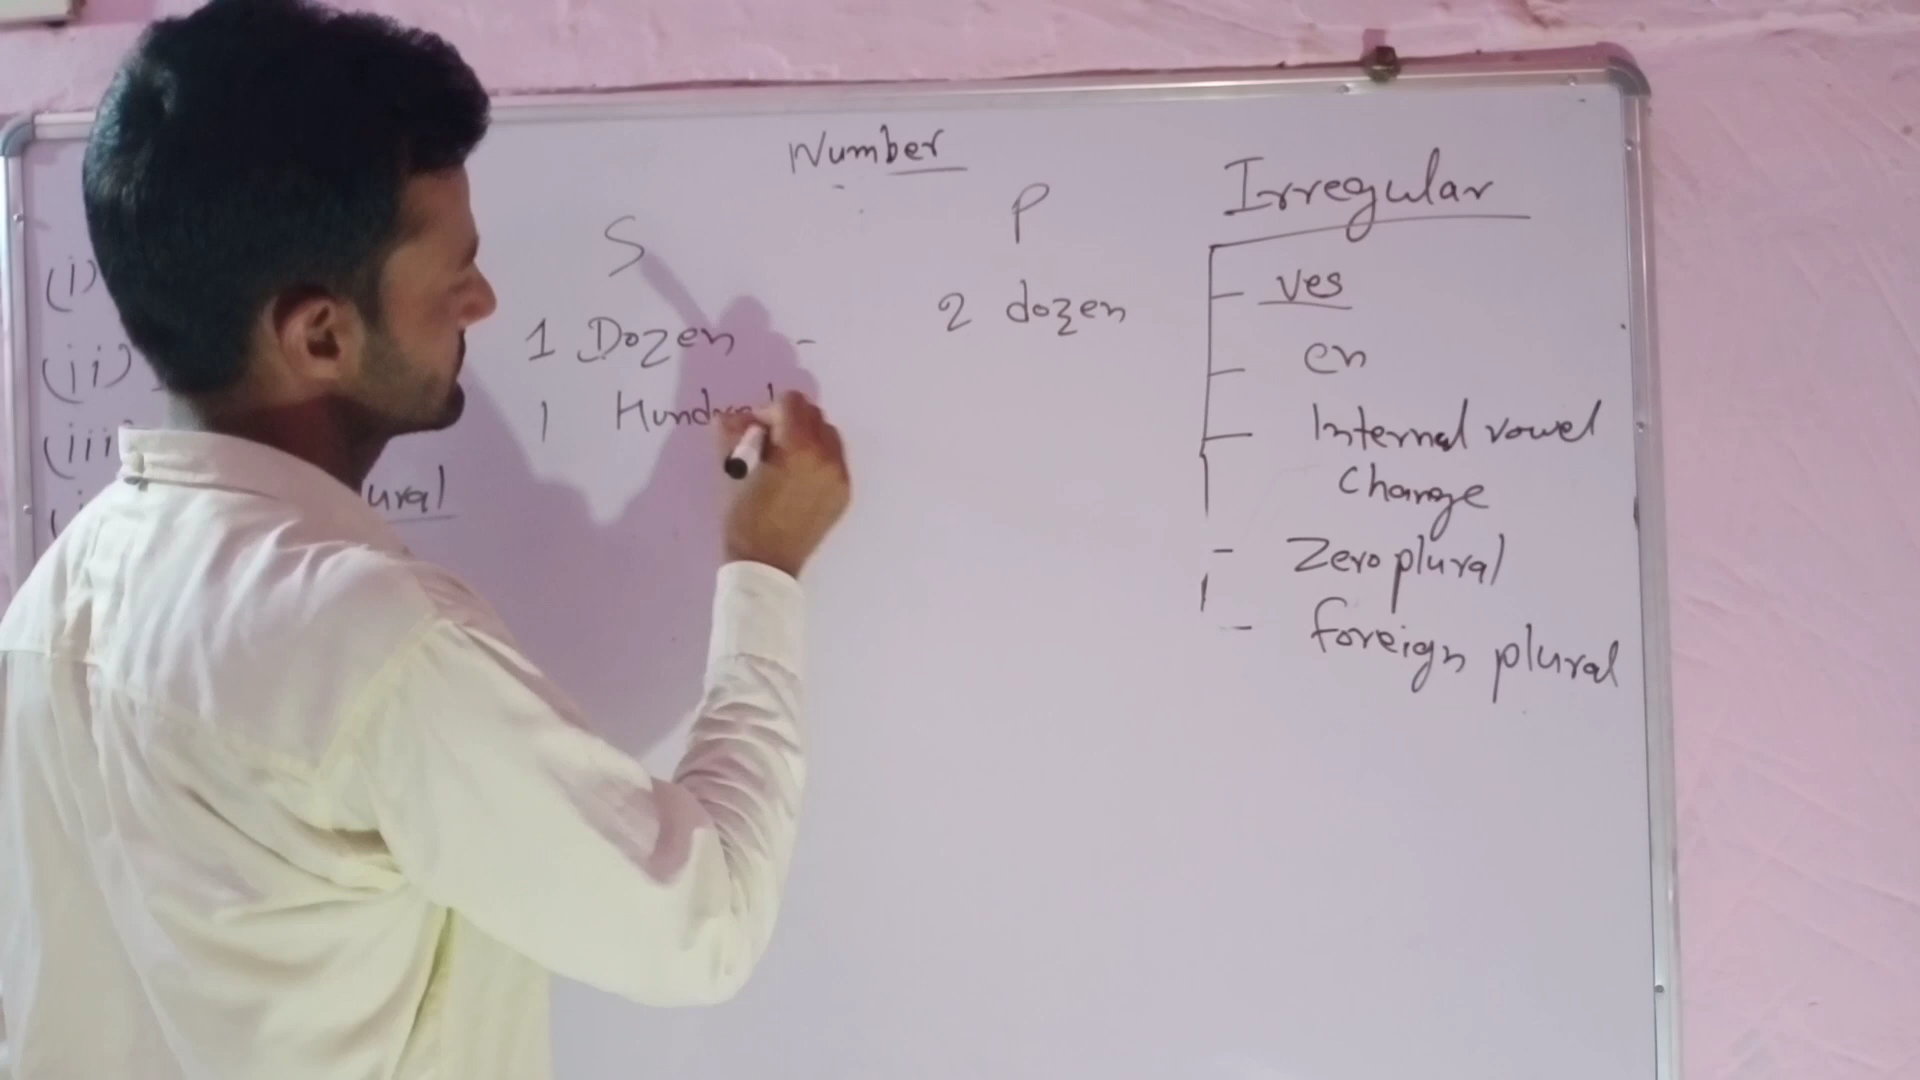 Number
S P
(i)
(ii)
(iii)
ural
1 Dozen - 2 dozen
1 Hundred
Irregular
ves
en
Internal vowel
change
Zero plural
foreign plural